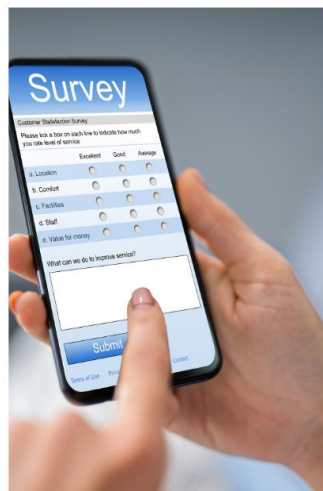 Survey
Customer Statisfaction Survey
Please tick a box on each line to indicate how much
you rate level of service
Excellent Good Average
a. Location
b. Comfort
c. Facilities
d. Staff
e. Value for money
What can we do to improve service?
Submit
Terms of Use Contact